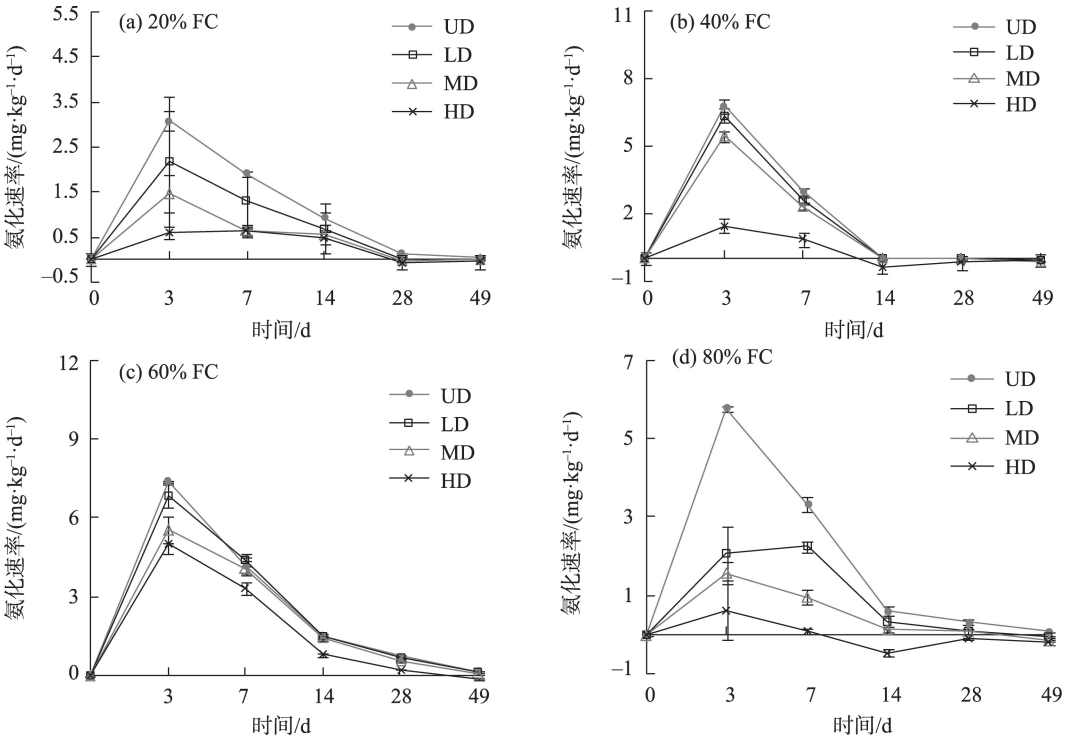 (a) 20% FC
氨化速率/(mg·kg⁻¹·d⁻¹)
5.5
4.5
3.5
2.5
1.5
0.5
–0.5
UD
LD
MD
HD
0 3 7 14 28 49
时间/d
(b) 40% FC
氨化速率/(mg·kg⁻¹·d⁻¹)
11
8
5
2
–1
UD
LD
MD
HD
0 3 7 14 28 49
时间/d
(c) 60% FC
氨化速率/(mg·kg⁻¹·d⁻¹)
12
9
6
3
0
UD
LD
MD
HD
3 7 14 28 49
时间/d
(d) 80% FC
氨化速率/(mg·kg⁻¹·d⁻¹)
7
5
3
1
–1
UD
LD
MD
HD
0 3 7 14 28 49
时间/d